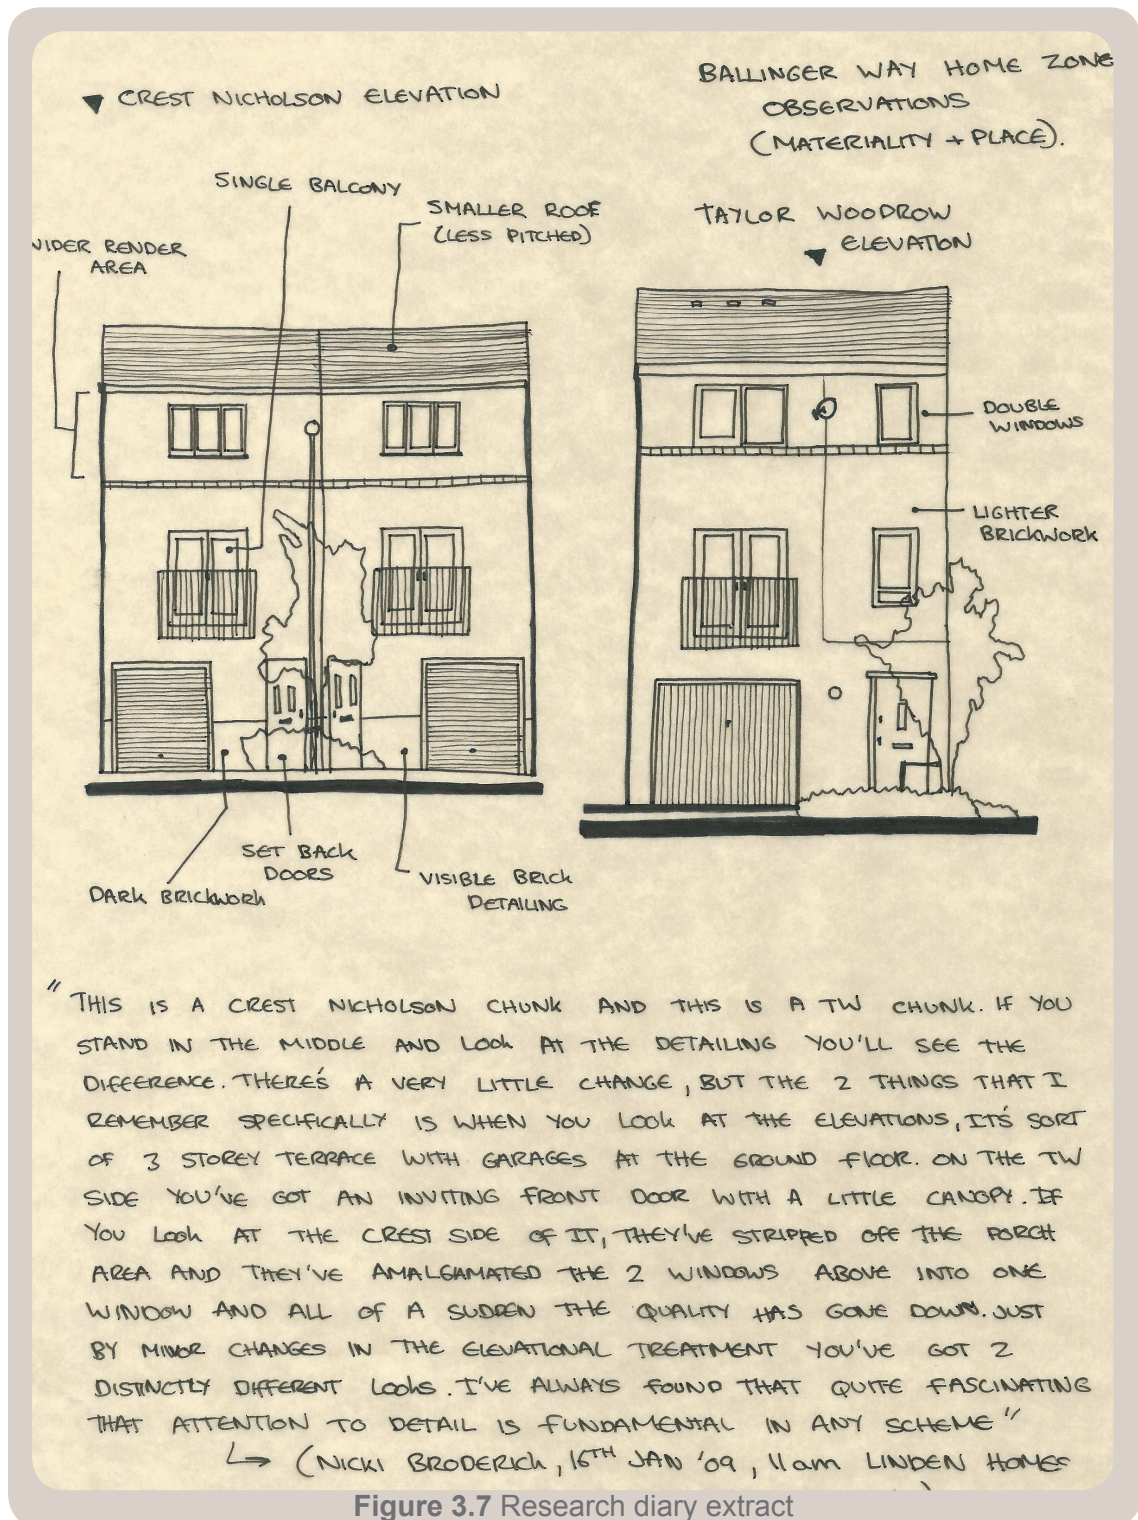 BALLINGER WAY HOME ZONE
OBSERVATIONS
(MATERIALITY + PLACE).
▼ CREST NICHOLSON ELEVATION
SINGLE BALCONY
SMALLER ROOF
(LESS PITCHED)
WIDER RENDER
AREA
TAYLOR WOODROW
▼ ELEVATION
DOUBLE
WINDOWS
LIGHTER
BRICKWORK
SET BACK
DOORS
DARK BRICKWORK
VISIBLE BRICK
DETAILING
"THIS IS A CREST NICHOLSON CHUNK AND THIS IS A TW CHUNK. IF YOU
STAND IN THE MIDDLE AND LOOK AT THE DETAILING YOU'LL SEE THE
DIFFERENCE. THERE'S A VERY LITTLE CHANGE, BUT THE 2 THINGS THAT I
REMEMBER SPECIFICALLY IS WHEN YOU LOOK AT THE ELEVATIONS, IT'S SORT
OF 3 STOREY TERRACE WITH GARAGES AT THE GROUND FLOOR. ON THE TW
SIDE YOU'VE GOT AN INVITING FRONT DOOR WITH A LITTLE CANOPY. IF
YOU LOOK AT THE CREST SIDE OF IT, THEY'VE STRIPPED OFF THE PORCH
AREA AND THEY'VE AMALGAMATED THE 2 WINDOWS ABOVE INTO ONE
WINDOW AND ALL OF A SUDDEN THE QUALITY HAS GONE DOWN. JUST
BY MINOR CHANGES IN THE ELEVATIONAL TREATMENT YOU'VE GOT 2
DISTINCTLY DIFFERENT LOOKS. I'VE ALWAYS FOUND THAT QUITE FASCINATING
THAT ATTENTION TO DETAIL IS FUNDAMENTAL IN ANY SCHEME"
↳ (NICKI BRODERICK, 16TH JAN '09, 11am LINDEN HOMES
Figure 3.7 Research diary extract